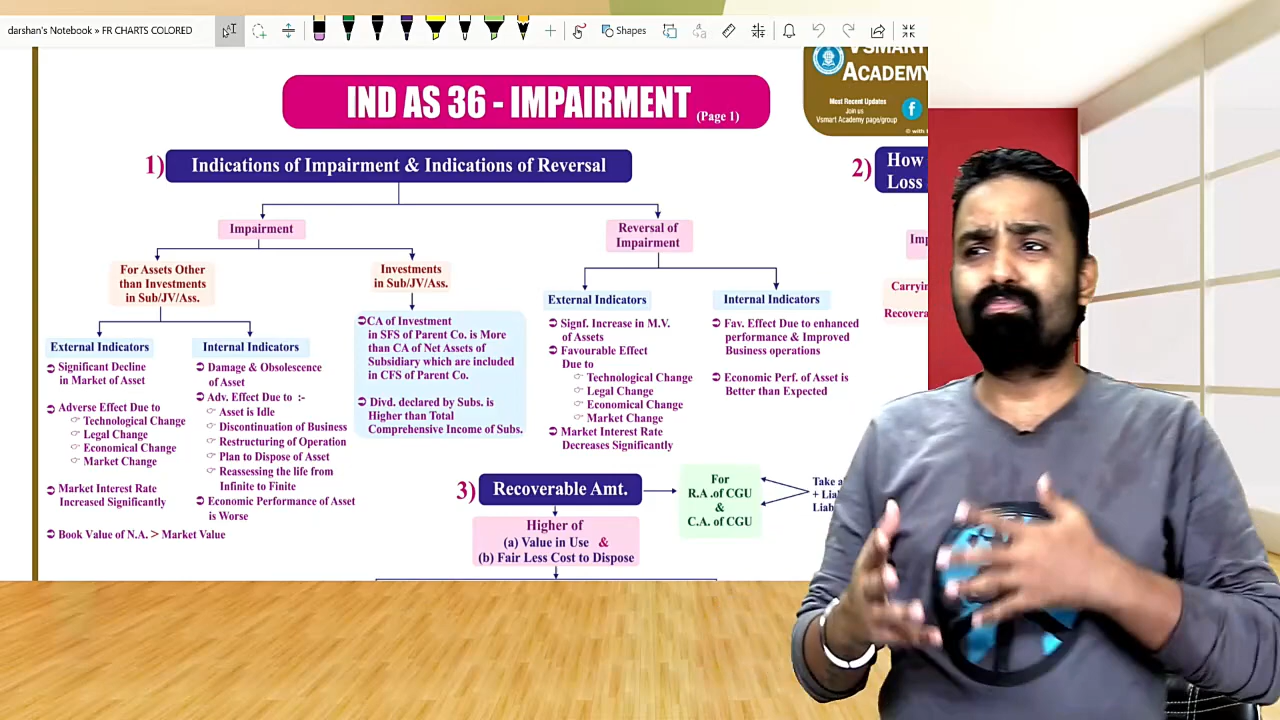 darshan's Notebook » FR CHARTS COLORED
Shapes
VSMART
ACADEMY
Most Recent Updates
Join us
Vsmart Academy page/group
© with
IND AS 36 - IMPAIRMENT (Page 1)
1) Indications of Impairment & Indications of Reversal
Impairment
For Assets Other
than Investments
in Sub/JV/Ass.
External Indicators
Significant Decline
in Market of Asset
Adverse Effect Due to
Technological Change
Legal Change
Economical Change
Market Change
Market Interest Rate
Increased Significantly
Book Value of N.A. > Market Value
Internal Indicators
Damage & Obsolescence
of Asset
Adv. Effect Due to :-
Asset is Idle
Discontinuation of Business
Restructuring of Operation
Plan to Dispose of Asset
Reassessing the life from
Infinite to Finite
Economic Performance of Asset
is Worse
Investments
in Sub/JV/Ass.
CA of Investment
in SFS of Parent Co. is More
than CA of Net Assets of
Subsidiary which are included
in CFS of Parent Co.
Divd. declared by Subs. is
Higher than Total
Comprehensive Income of Subs.
Reversal of
Impairment
External Indicators
Signf. Increase in M.V.
of Assets
Favourable Effect
Due to
Technological Change
Legal Change
Economical Change
Market Change
Market Interest Rate
Decreases Significantly
Internal Indicators
Fav. Effect Due to enhanced
performance & Improved
Business operations
Economic Perf. of Asset is
Better than Expected
2) How
Loss
Imp
Carryin
Recovera
3) Recoverable Amt.
Higher of
(a) Value in Use &
(b) Fair Less Cost to Dispose
For
R.A .of CGU
&
C.A. of CGU
Take a
+ Lia
Liab